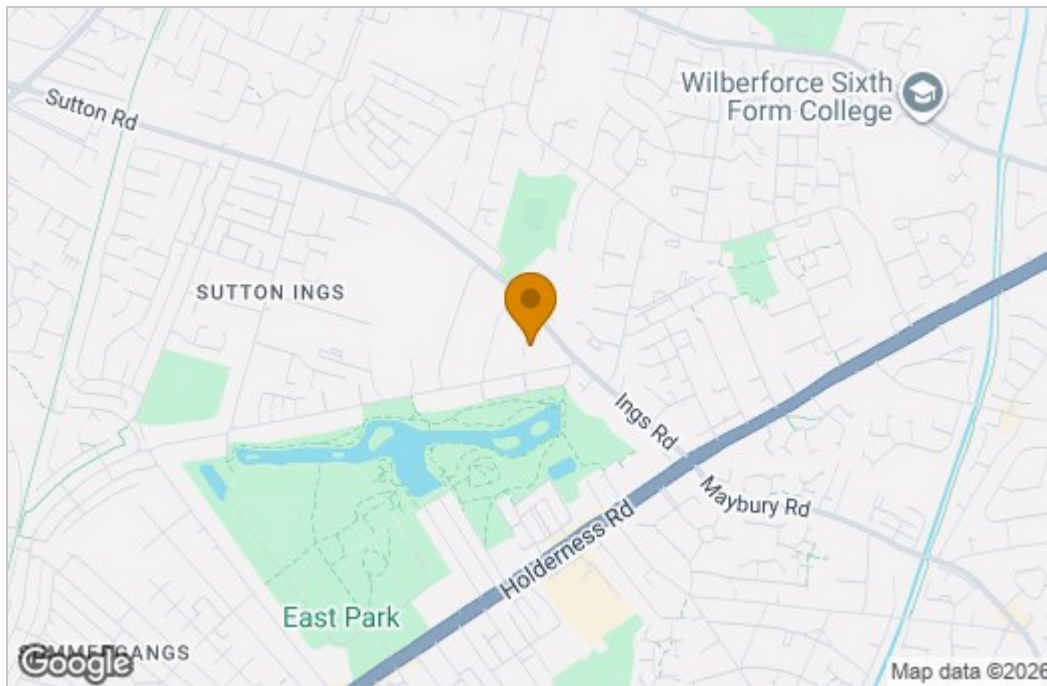 Sutton Rd
Wilberforce Sixth
Form College
SUTTON INGS
Ings Rd
Maybury Rd
Holderness Rd
East Park
Google
Map data ©2026